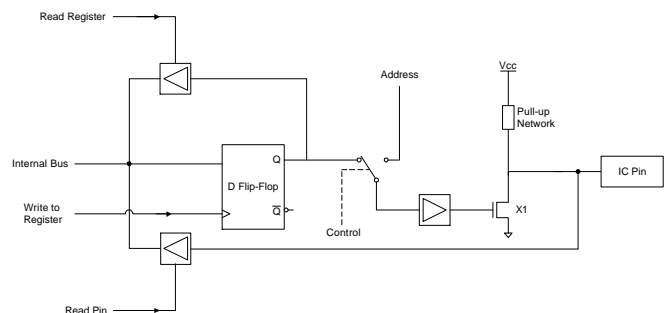 Read Register
Address
Vcc
Pull-up
Network
Internal Bus
Q
D Flip-Flop
IC Pin
Write to
Register
Q
X1
Control
Read Pin